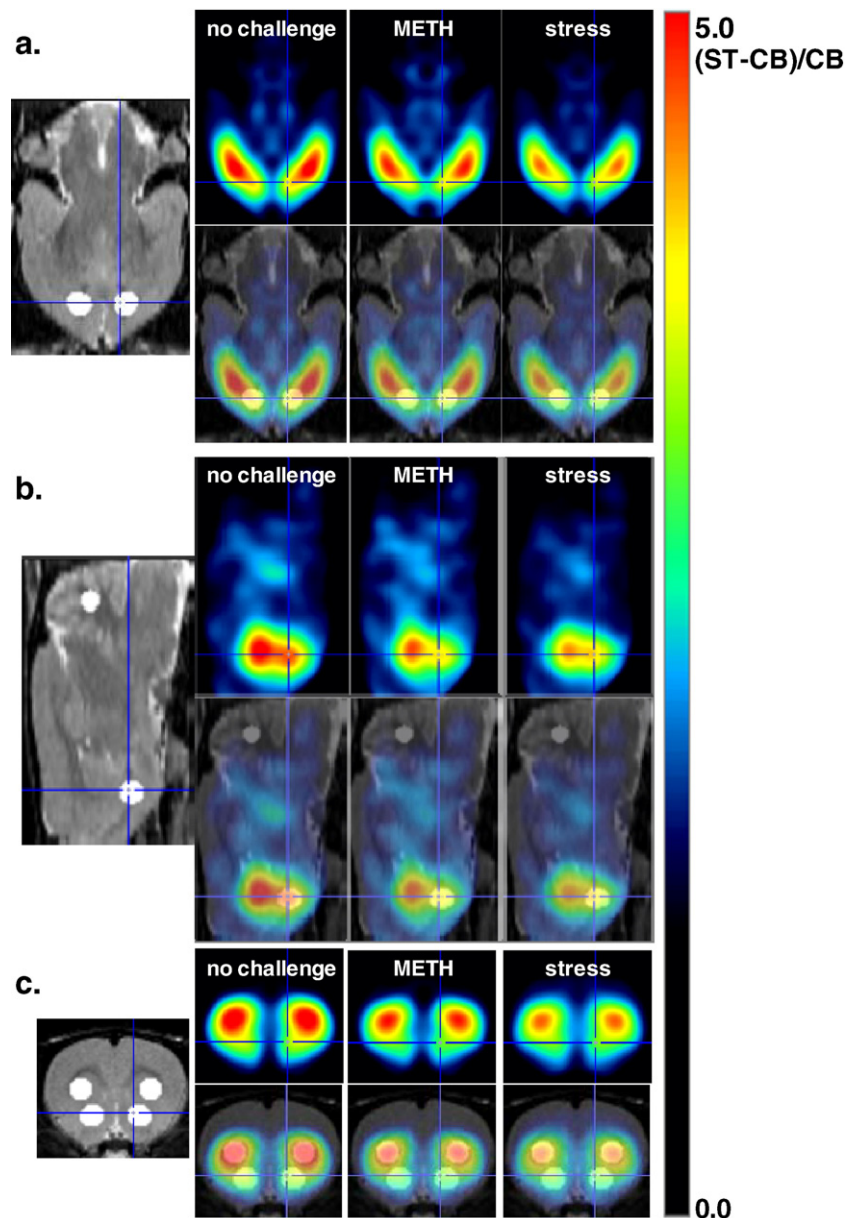 a.
no challenge METH stress
5.0
(ST-CB)/CB
b.
no challenge METH stress
c.
no challenge METH stress
0.0